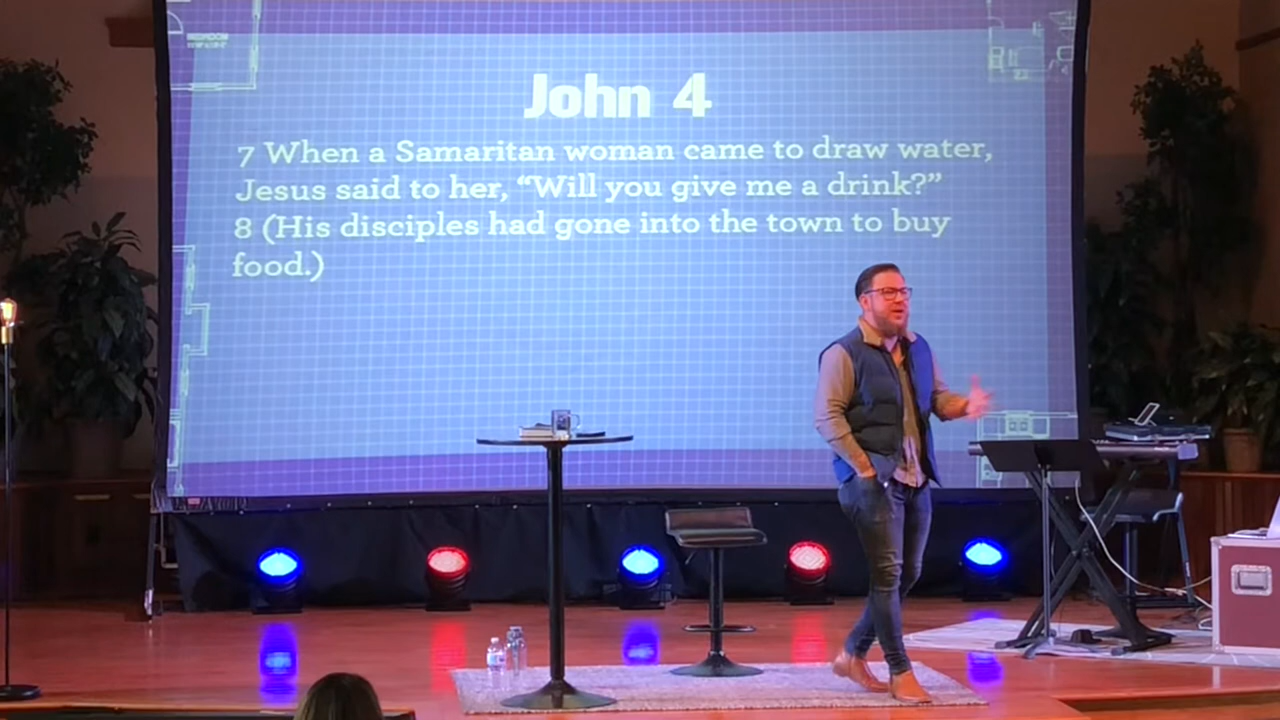 BEDROOM
John 4
7 When a Samaritan woman came to draw water,
Jesus said to her, “Will you give me a drink?”
8 (His disciples had gone into the town to buy
food.)